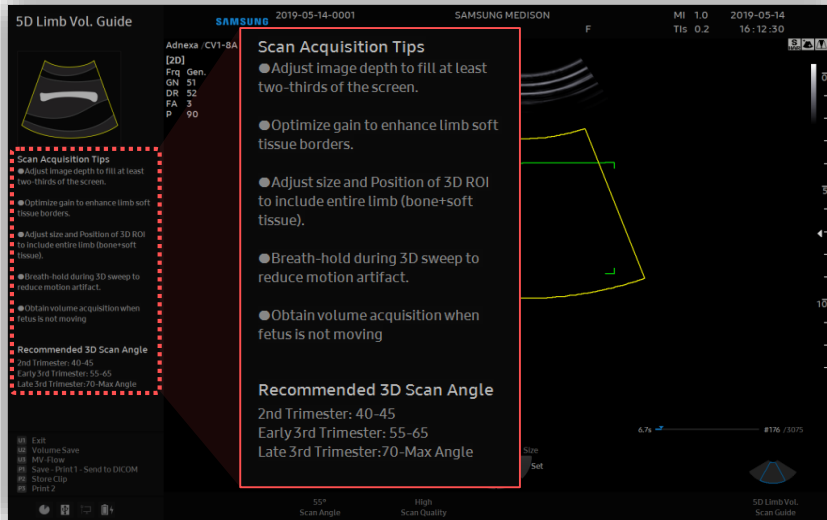 5D Limb Vol. Guide
SAMSUNG
2019-05-14-0001
SAMSUNG MEDISON
F
MI 1.0
TIs 0.2
2019-05-14
16:12:30
Adnexa /CV1-8A
[2D]
Frq Gen.
GN 51
DR 52
FA 3
P 90
Scan Acquisition Tips
●Adjust image depth to fill at least
two-thirds of the screen.
●Optimize gain to enhance limb soft
tissue borders.
●Adjust size and Position of 3D ROI
to include entire limb (bone+soft
tissue).
●Breath-hold during 3D sweep to
reduce motion artifact.
●Obtain volume acquisition when
fetus is not moving
Recommended 3D Scan Angle
2nd Trimester: 40-45
Early 3rd Trimester: 55-65
Late 3rd Trimester:70-Max Angle
Scan Acquisition Tips
●Adjust image depth to fill at least
two-thirds of the screen.
●Optimize gain to enhance limb soft
tissue borders.
●Adjust size and Position of 3D ROI
to include entire limb (bone+soft
tissue).
●Breath-hold during 3D sweep to
reduce motion artifact.
●Obtain volume acquisition when
fetus is not moving
Recommended 3D Scan Angle
2nd Trimester: 40-45
Early 3rd Trimester: 55-65
Late 3rd Trimester:70-Max Angle
0
5
10
6.7s
#176 /3075
U1 Exit
U2 Volume Save
U3 MV-Flow
P1 Save - Print 1 - Send to DICOM
P2 Store Clip
P3 Print 2
Size
Set
55°
Scan Angle
High
Scan Quality
5D Limb Vol.
Scan Guide